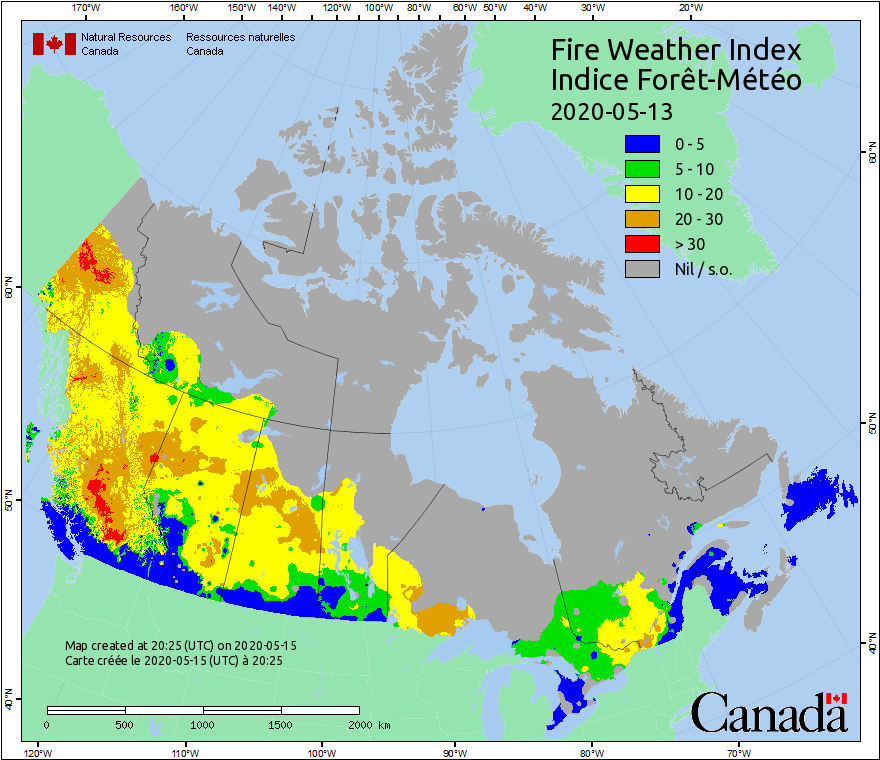 170°W 160°W 150°W 140°W 130°W 120°W 110°W 100°W 90°W 80°W 60°W 50°W 40°W 30°W 20°W
Natural Resources Ressources naturelles
Canada Canada
Fire Weather Index
Indice Forêt-Météo
2020-05-13
0 - 5
5 - 10
10 - 20
20 - 30
> 30
Nil / s.o.
60°N
60°N
50°N
50°N
40°N
40°N
Map created at 20:25 (UTC) on 2020-05-15
Carte créée le 2020-05-15 (UTC) à 20:25
0 500 1000 1500 2000 km
Canada
120°W 110°W 100°W 90°W 80°W 70°W